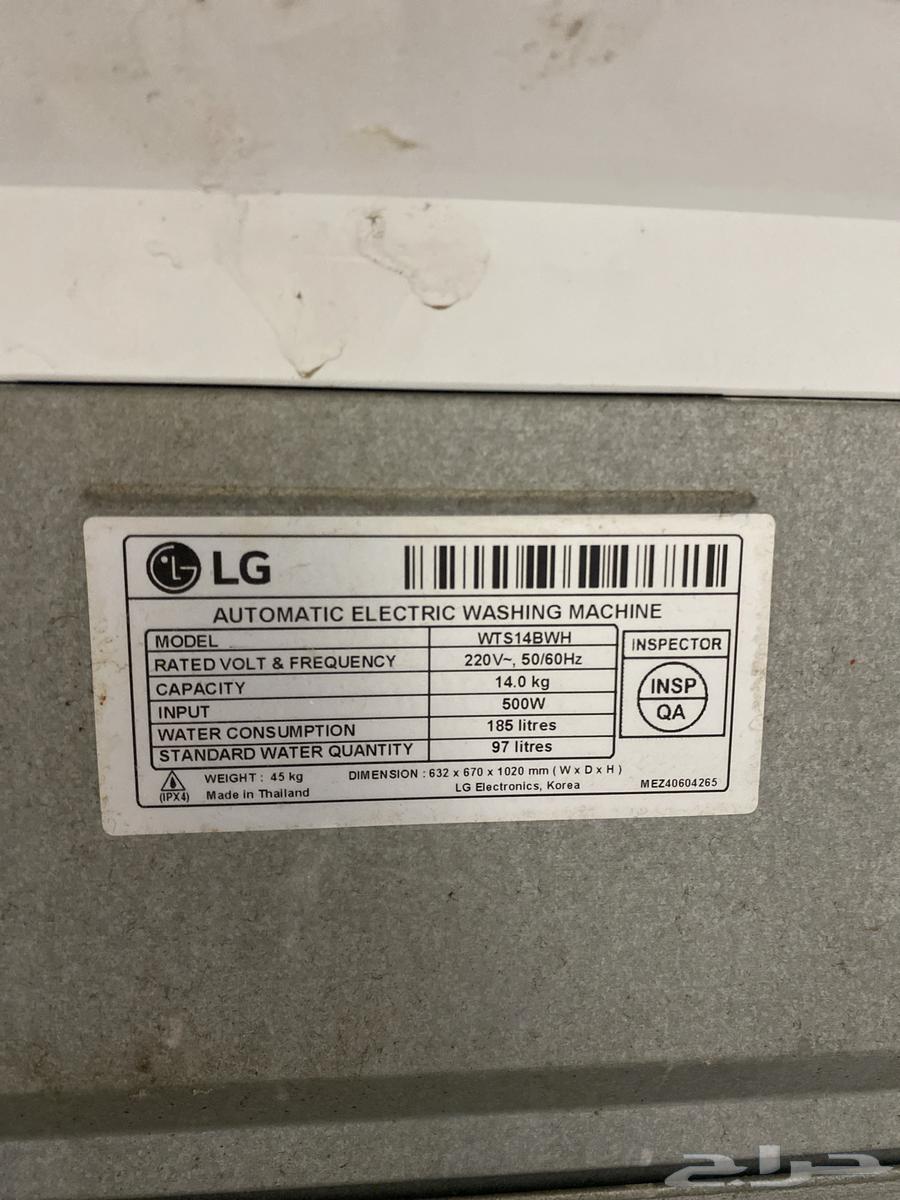 LG
AUTOMATIC ELECTRIC WASHING MACHINE
MODEL WTS14BWH
RATED VOLT & FREQUENCY 220V~, 50/60Hz
CAPACITY 14.0 kg
INPUT 500W
WATER CONSUMPTION 185 litres
STANDARD WATER QUANTITY 97 litres
INSPECTOR
INSP
QA
WEIGHT : 45 kg DIMENSION : 632 x 670 x 1020 mm ( W x D x H )
(IPX4) Made in Thailand LG Electronics, Korea MEZ40604265
حراج